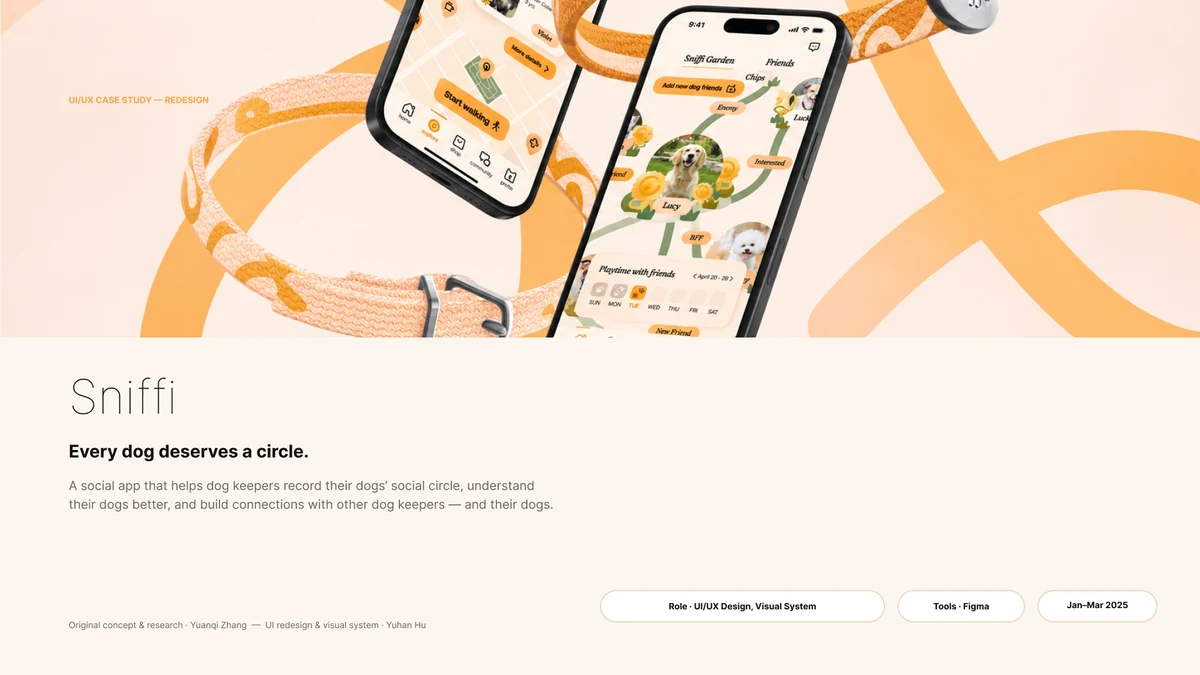 UI/UX CASE STUDY — REDESIGN
Violet
More details >
Start walking
home
explore
shop
community
profile
9:41
Sniffi Garden
Friends
Add new dog friends
Chips
Enemy
Interested
Lucy
BFF
Playtime with friends
< April 20 - 26 >
SUN MON TUE WED THU FRI SAT
New Friend
Sniffi
Every dog deserves a circle.
A social app that helps dog keepers record their dogs’ social circle, understand
their dogs better, and build connections with other dog keepers — and their dogs.
Role · UI/UX Design, Visual System
Tools · Figma
Jan–Mar 2025
Original concept & research · Yuanqi Zhang — UI redesign & visual system · Yuhan Hu